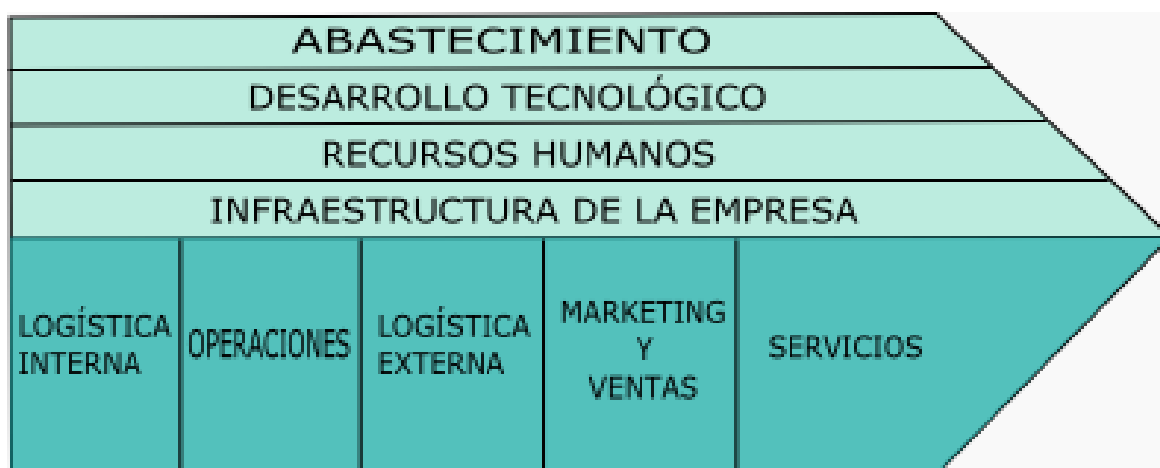 ABASTECIMIENTO
DESARROLLO TECNOLÓGICO
RECURSOS HUMANOS
INFRAESTRUCTURA DE LA EMPRESA
LOGÍSTICA
INTERNA
OPERACIONES
LOGÍSTICA
EXTERNA
MARKETING
Y
VENTAS
SERVICIOS